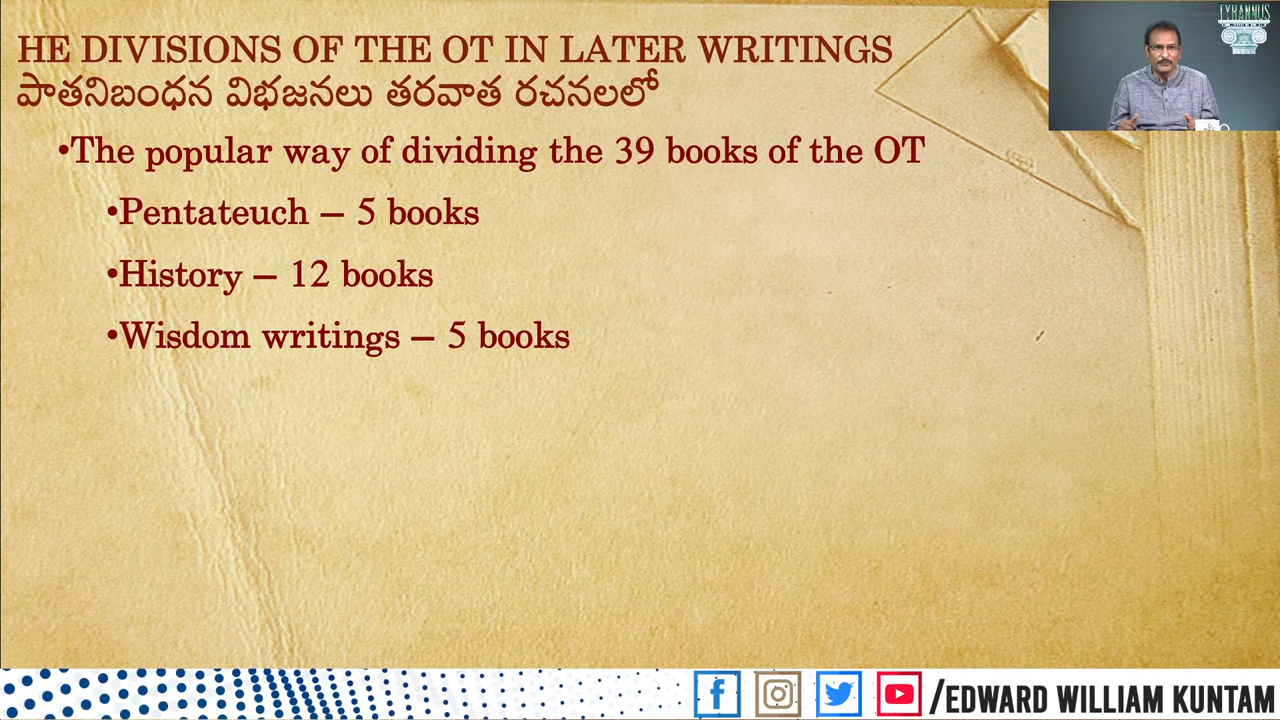 HE DIVISIONS OF THE OT IN LATER WRITINGS
పాతనిబంధన విభజనలు తరవాత రచనలలో
•The popular way of dividing the 39 books of the OT
•Pentateuch – 5 books
•History – 12 books
•Wisdom writings – 5 books
TYRANNUS
/EDWARD WILLIAM KUNTAM